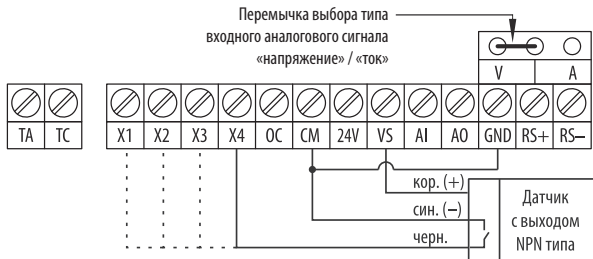 Перемычка выбора типа
входного аналогового сигнала
«напряжение» / «ток»
V A
TA TC X1 X2 X3 X4 OC CM 24V VS AI AO GND RS+ RS–
кор. (+)
син. (–)
черн.
Датчик
с выходом
NPN типа